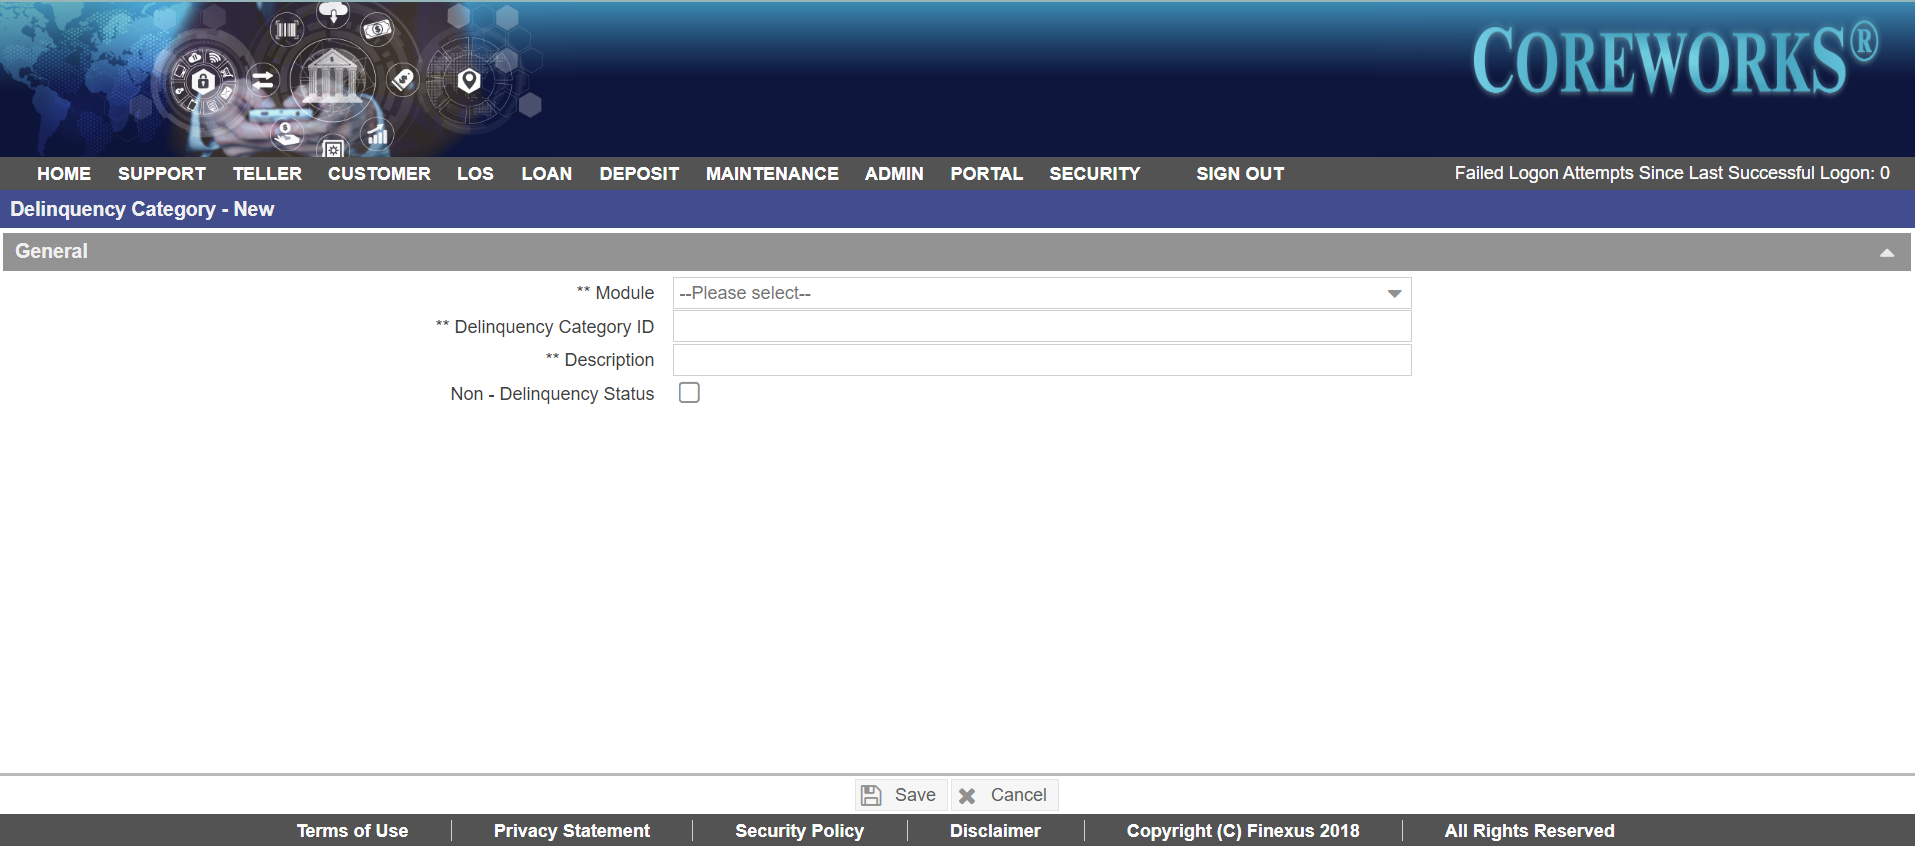 COREWORKS®
HOME SUPPORT TELLER CUSTOMER LOS LOAN DEPOSIT MAINTENANCE ADMIN PORTAL SECURITY SIGN OUT Failed Logon Attempts Since Last Successful Logon: 0
Delinquency Category - New
General
** Module --Please select--
** Delinquency Category ID
** Description
Non - Delinquency Status
Save Cancel
Terms of Use Privacy Statement Security Policy Disclaimer Copyright (C) Finexus 2018 All Rights Reserved